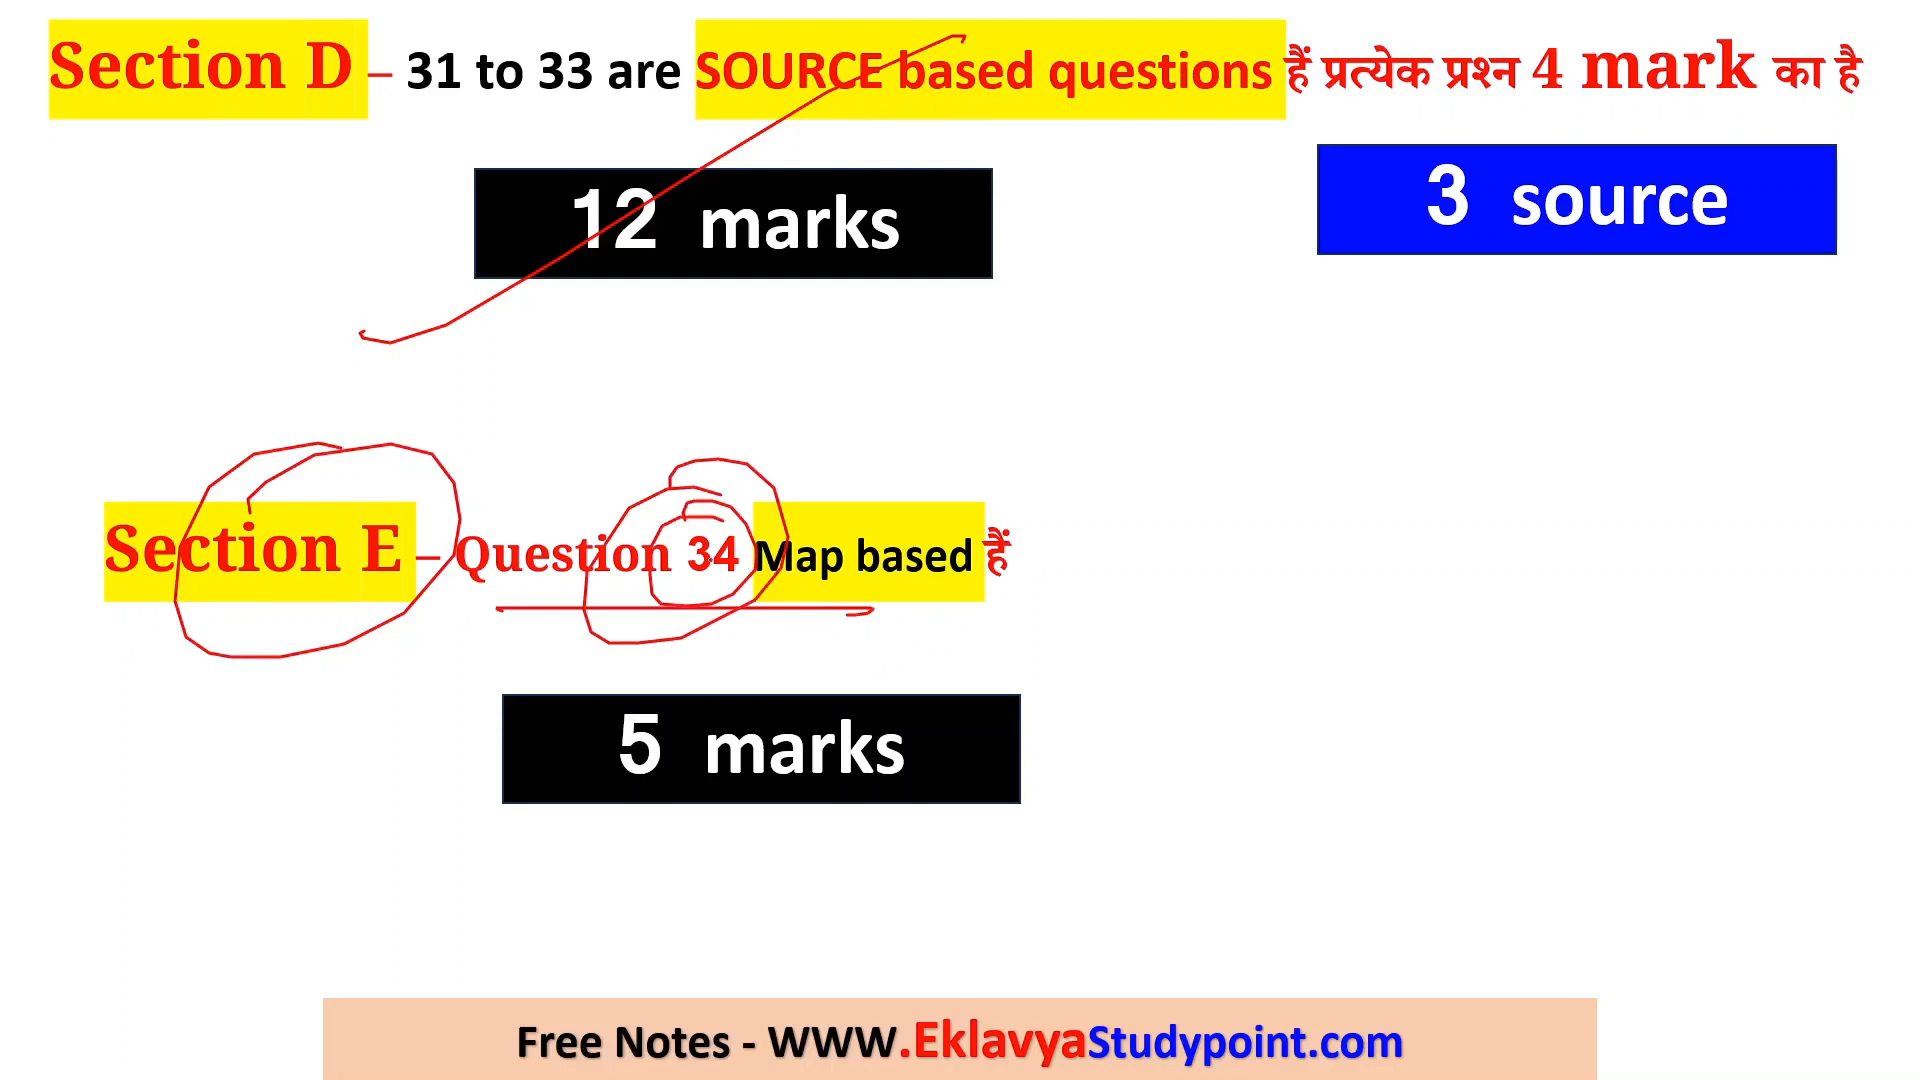 Section D – 31 to 33 are SOURCE based questions हैं प्रत्येक प्रश्न 4 mark का है
12 marks
3 source
Section E – Question 34 Map based हैं
5 marks
Free Notes - WWW.EklavyaStudypoint.com